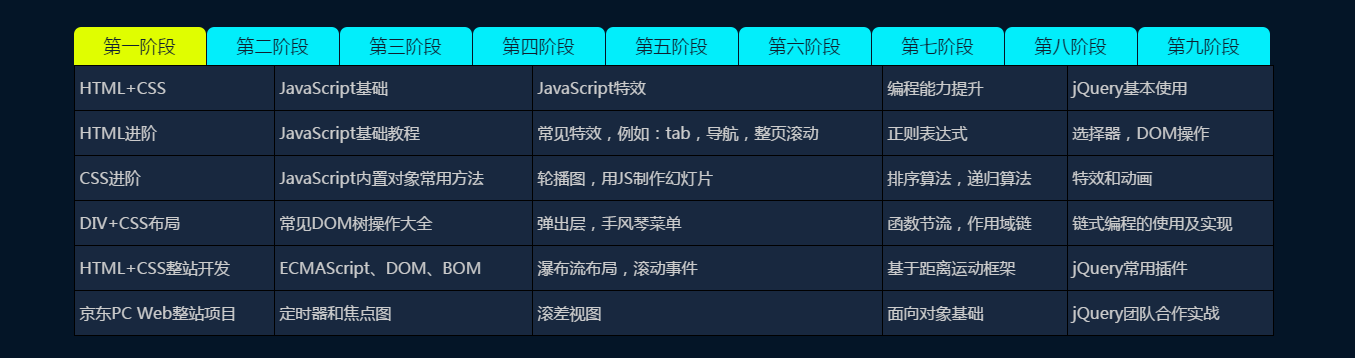 第一阶段 第二阶段 第三阶段 第四阶段 第五阶段 第六阶段 第七阶段 第八阶段 第九阶段
HTML+CSS JavaScript基础 JavaScript特效 编程能力提升 jQuery基本使用
HTML进阶 JavaScript基础教程 常见特效，例如：tab，导航，整页滚动 正则表达式 选择器，DOM操作
CSS进阶 JavaScript内置对象常用方法 轮播图，用JS制作幻灯片 排序算法，递归算法 特效和动画
DIV+CSS布局 常见DOM树操作大全 弹出层，手风琴菜单 函数节流，作用域链 链式编程的使用及实现
HTML+CSS整站开发 ECMAScript、DOM、BOM 瀑布流布局，滚动事件 基于距离运动框架 jQuery常用插件
京东PC Web整站项目 定时器和焦点图 滚差视图 面向对象基础 jQuery团队合作实战